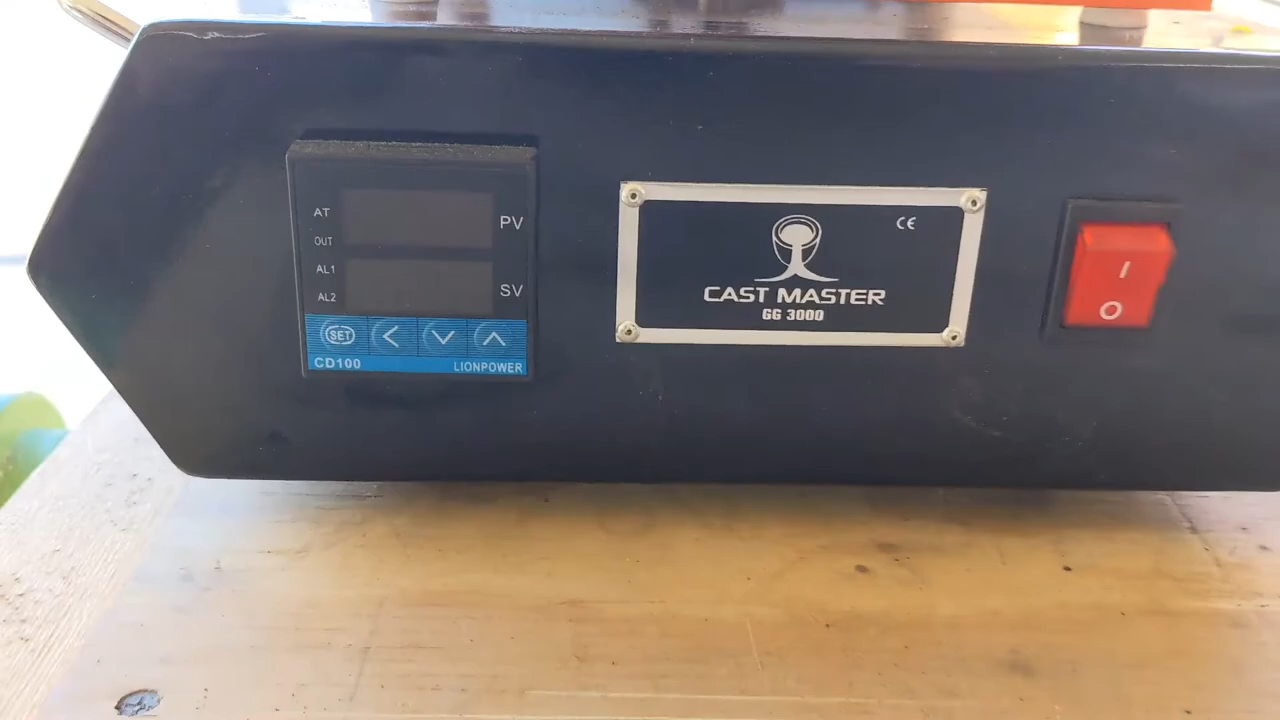 AT
PV
OUT
AL1
SV
AL2
SET
CD100
LIONPOWER
CE
CAST MASTER
GG 3000
I
O